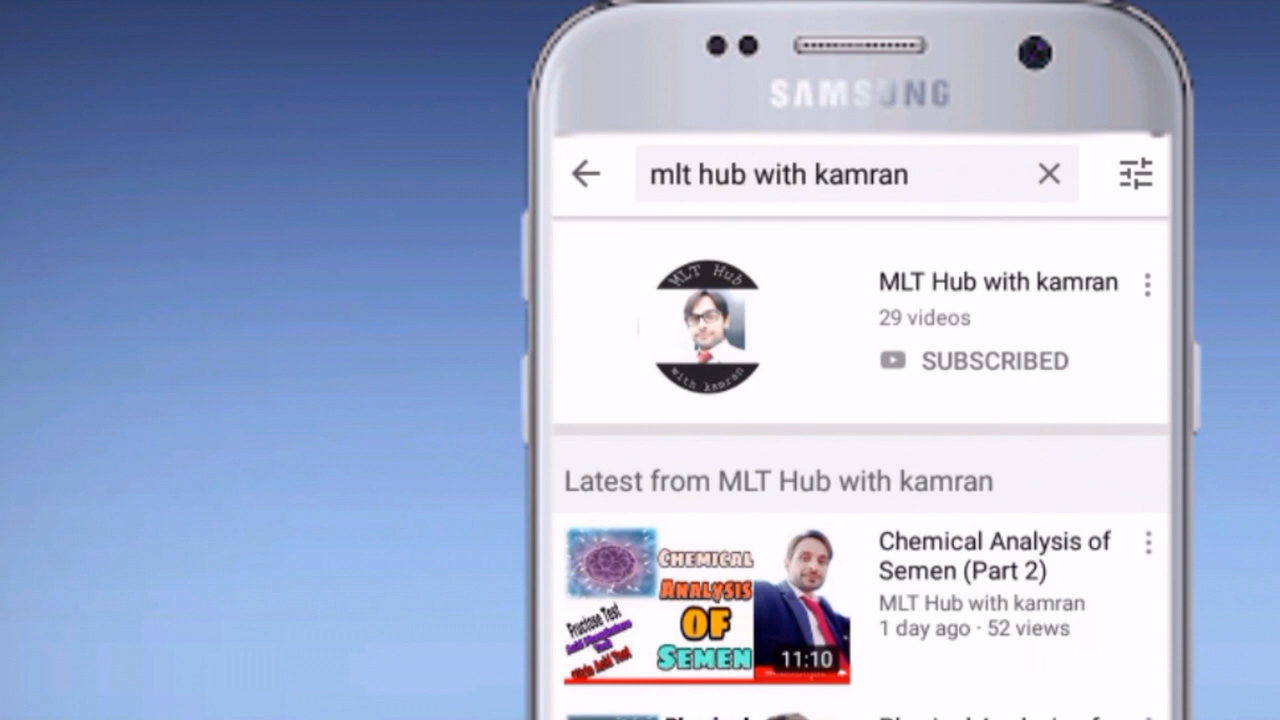 SAMSUNG
mlt hub with kamran
MLT Hub
with kamran
MLT Hub with kamran
29 videos
SUBSCRIBED
Latest from MLT Hub with kamran
CHEMICAL
ANALYSIS
OF
SEMEN
Fructose Test
11:10
Chemical Analysis of
Semen (Part 2)
MLT Hub with kamran
1 day ago · 52 views